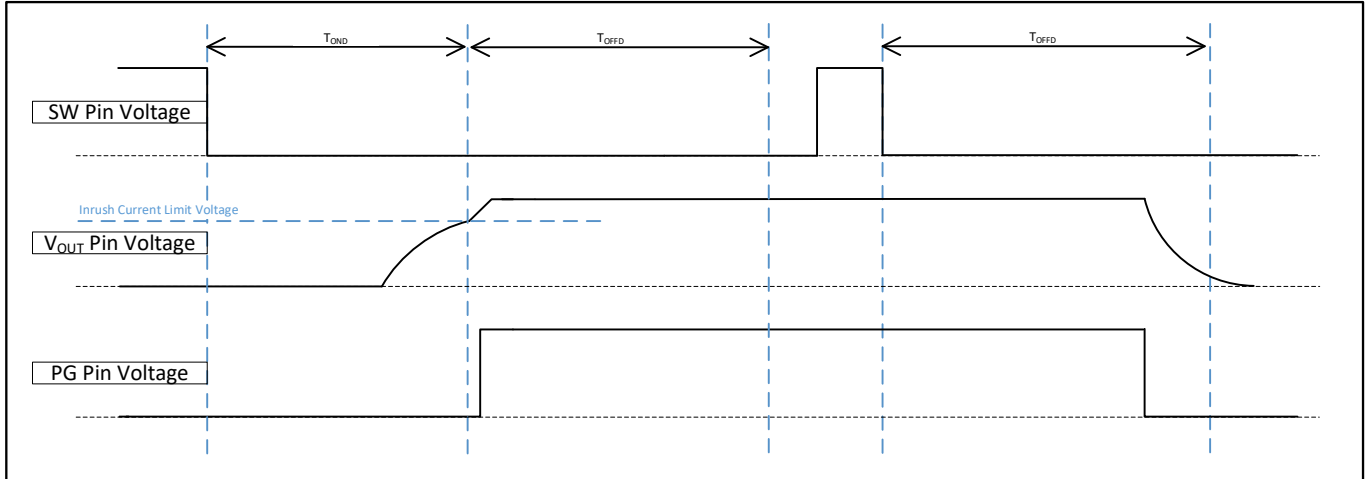 TOND
TOFFD
TOFFD
SW Pin Voltage
Inrush Current Limit Voltage
VOUT Pin Voltage
PG Pin Voltage